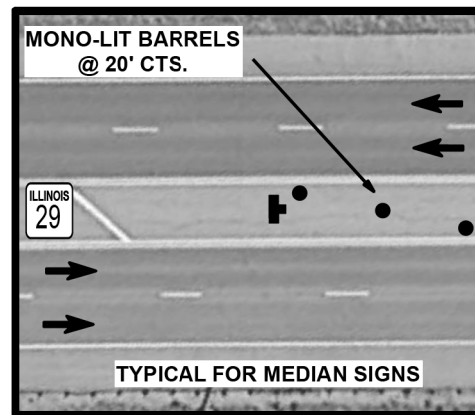 MONO-LIT BARRELS
@ 20' CTS.
ILLINOIS
29
TYPICAL FOR MEDIAN SIGNS